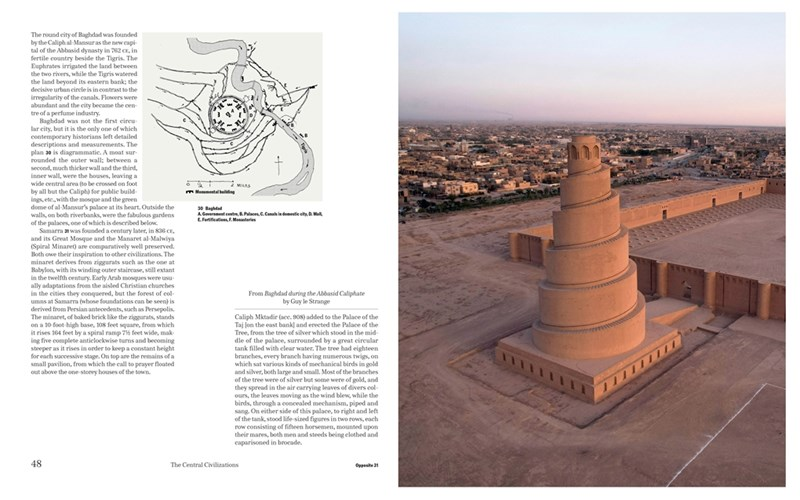 The round city of Baghdad was founded
by the Caliph al-Mansur as the new capi-
tal of the Abbasid dynasty in 762 CE, in
fertile country beside the Tigris. The
Euphrates irrigated the land between
the two rivers, while the Tigris watered
the land beyond its eastern bank; the
decisive urban circle is in contrast to the
irregularity of the canals. Flowers were
abundant and the city became the cen-
tre of a perfume industry.
Baghdad was not the first circu-
lar city, but it is the only one of which
contemporary historians left detailed
descriptions and measurements. The
plan 30 is diagrammatic. A moat sur-
rounded the outer wall; between a
second, much thicker wall and the third,
inner wall, were the houses, leaving a
wide central area (to be crossed on foot
by all but the Caliph) for public build-
ings, etc., with the mosque and the green
dome of al-Mansur's palace at its heart. Outside the
walls, on both riverbanks, were the fabulous gardens
of the palaces, one of which is described below.
Samarra 31 was founded a century later, in 836 CE,
and its Great Mosque and the Manaret al-Malwiya
(Spiral Minaret) are comparatively well preserved.
Both owe their inspiration to other civilizations. The
minaret derives from ziggurats such as the one at
Babylon, with its winding outer staircase, still extant
in the twelfth century. Early Arab mosques were usu-
ally adaptations from the aisled Christian churches
in the cities they conquered, but the forest of col-
umns at Samarra (whose foundations can be seen) is
derived from Persian antecedents, such as Persepolis.
The minaret, of baked brick like the ziggurats, stands
on a 10-foot-high base, 108 feet square, from which
it rises 164 feet by a spiral ramp 7½ feet wide, mak-
ing five complete anticlockwise turns and becoming
steeper as it rises in order to keep a constant height
for each successive stage. On top are the remains of a
small pavilion, from which the call to prayer floated
out above the one-storey houses of the town.
Monumental building
30 Baghdad
A. Government centre, B. Palaces, C. Canals in domestic city, D. Wall,
E. Fortifications, F. Monasteries
From Baghdad during the Abbasid Caliphate
by Guy le Strange
Caliph Mktadir (acc. 908) added to the Palace of the
Taj [on the east bank] and erected the Palace of the
Tree, from the tree of silver which stood in the mid-
dle of the palace, surrounded by a great circular
tank filled with clear water. The tree had eighteen
branches, every branch having numerous twigs, on
which sat various kinds of mechanical birds in gold
and silver, both large and small. Most of the branches
of the tree were of silver but some were of gold, and
they spread in the air carrying leaves of divers col-
ours, the leaves moving as the wind blew, while the
birds, through a concealed mechanism, piped and
sang. On either side of this palace, to right and left
of the tank, stood life-sized figures in two rows, each
row consisting of fifteen horsemen, mounted upon
their mares, both men and steeds being clothed and
caparisoned in brocade.
48
The Central Civilizations
Opposite 31